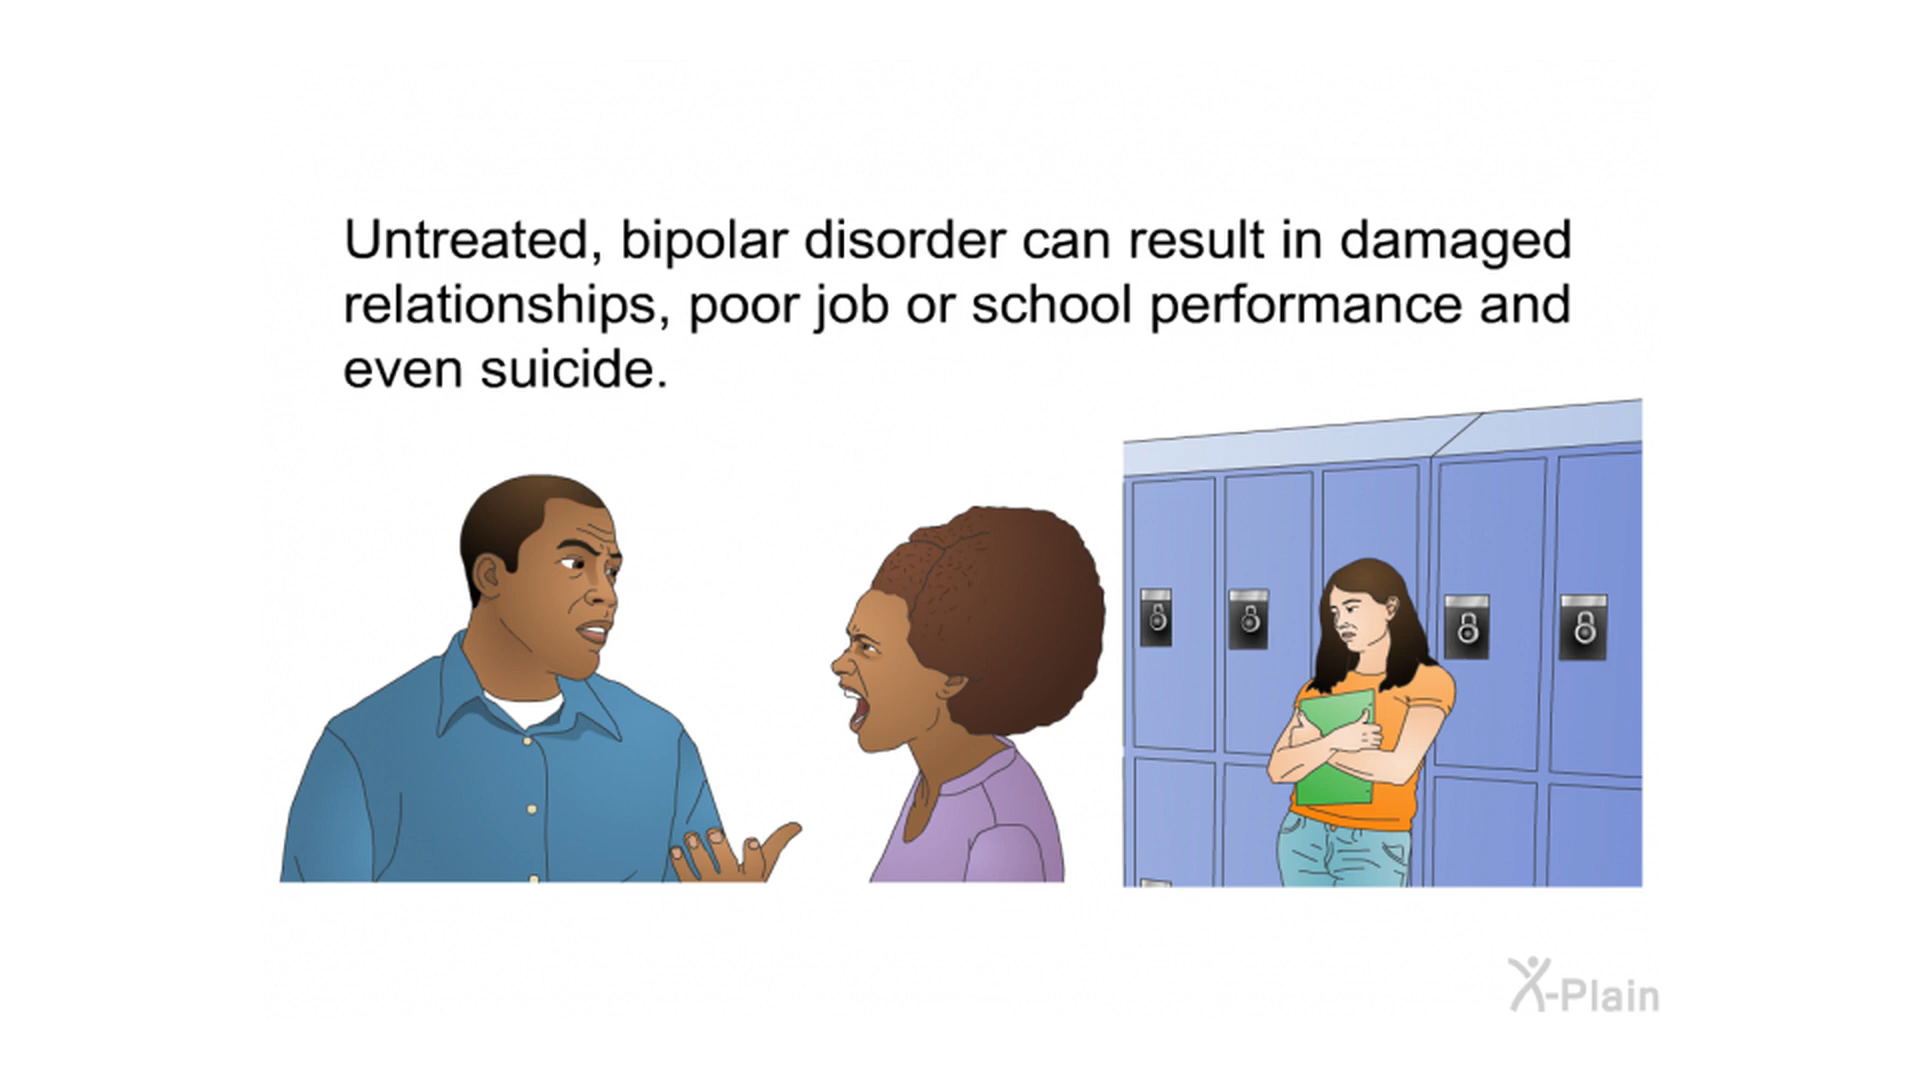 Untreated, bipolar disorder can result in damaged
relationships, poor job or school performance and
even suicide.
X-Plain